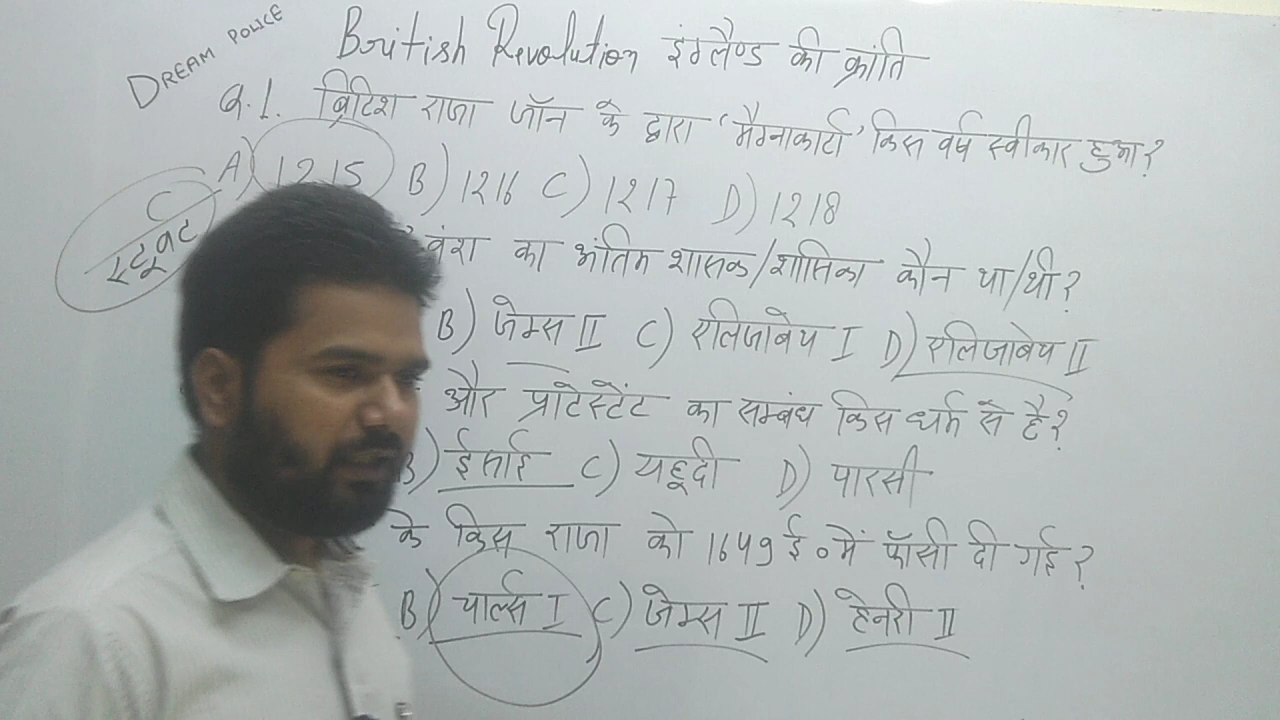 DREAM POLICE
British Revolution इंग्लैण्ड की क्रांति
Q.1. ब्रिटिश राजा जॉन के द्वारा 'मैग्नाकार्टा' किस वर्ष स्वीकार हुआ?
A) 1215 B) 1216 C) 1217 D) 1218
C
स्टूवर्ट
वंश का अंतिम शासक/शासिका कौन था/थी?
B) जेम्स II C) एलिजाबेथ I D) एलिजाबेथ II
और प्रोटेस्टेंट का सम्बंध किस धर्म से है?
B) ईसाई C) यहूदी D) पारसी
के किस राजा को 1649 ई० में फॉसी दी गई?
B) चार्ल्स I C) जेम्स II D) हेनरी II